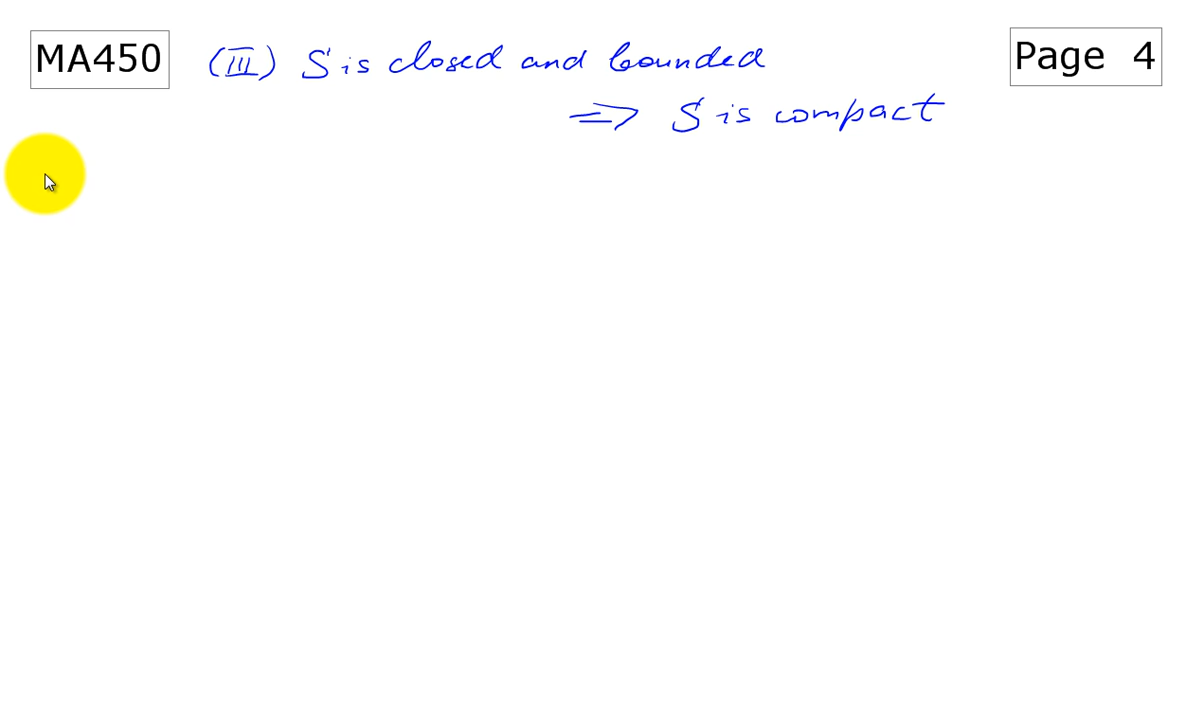 MA450 (III) S is closed and bounded Page 4
=> S is compact